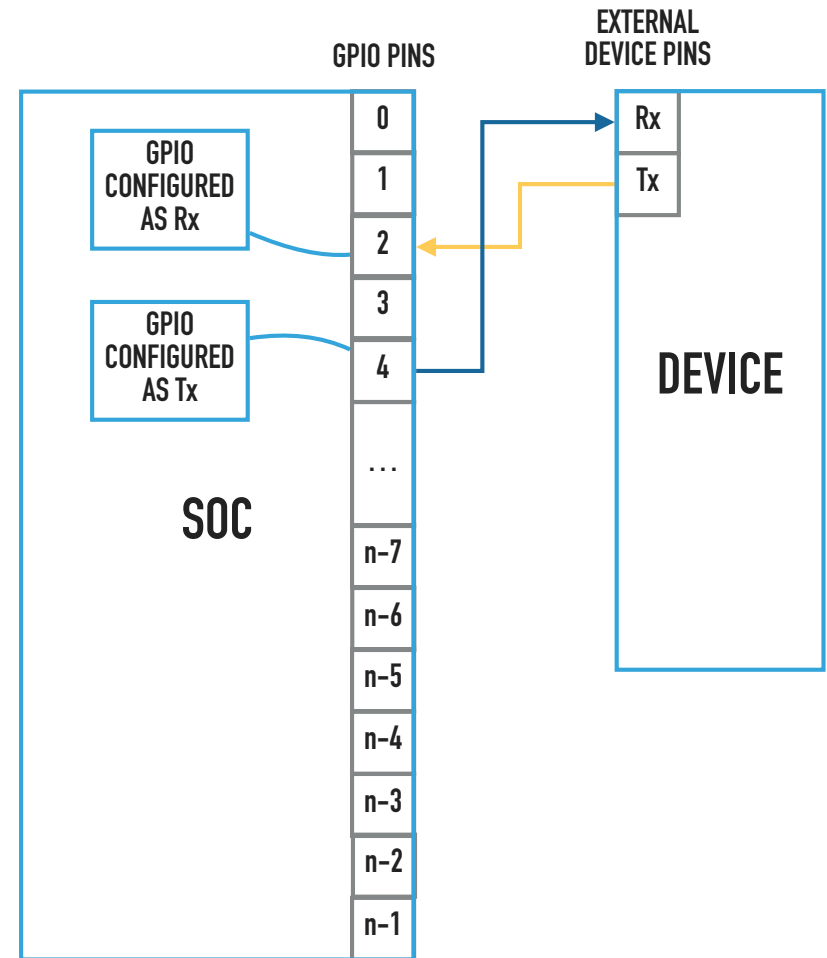 GPIO PINS
EXTERNAL
DEVICE PINS
GPIO
CONFIGURED
AS Rx
GPIO
CONFIGURED
AS Tx
SOC
0
1
2
3
4
...
n-7
n-6
n-5
n-4
n-3
n-2
n-1
Rx
Tx
DEVICE